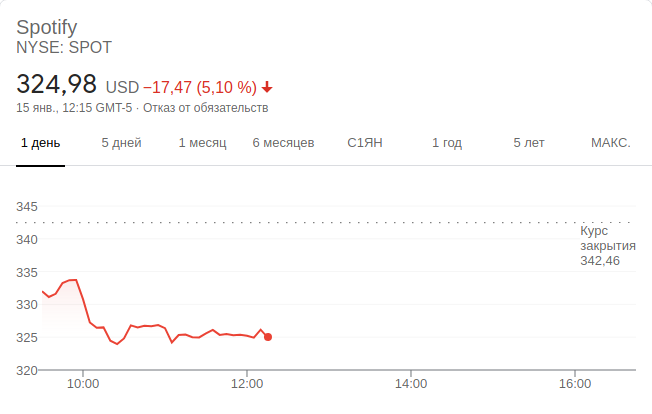 Spotify
NYSE: SPOT
324,98 USD −17,47 (5,10 %)
15 янв., 12:15 GMT-5 · Отказ от обязательств
1 день 5 дней 1 месяц 6 месяцев С1ЯН 1 год 5 лет МАКС.
345
340
335
330
325
320
Курс
закрытия
342,46
10:00 12:00 14:00 16:00